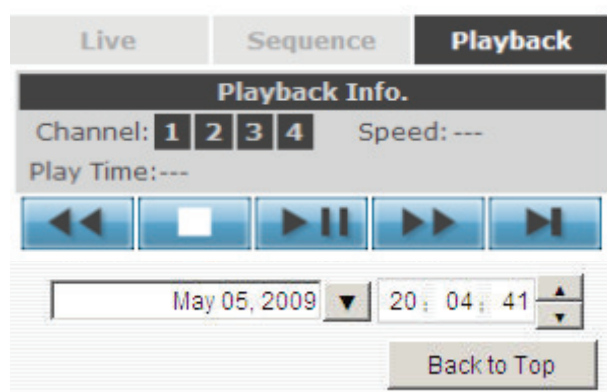 Live Sequence Playback
Playback Info.
Channel: 1 2 3 4 Speed: ---
Play Time:---
May 05, 2009 20: 04: 41
Back to Top